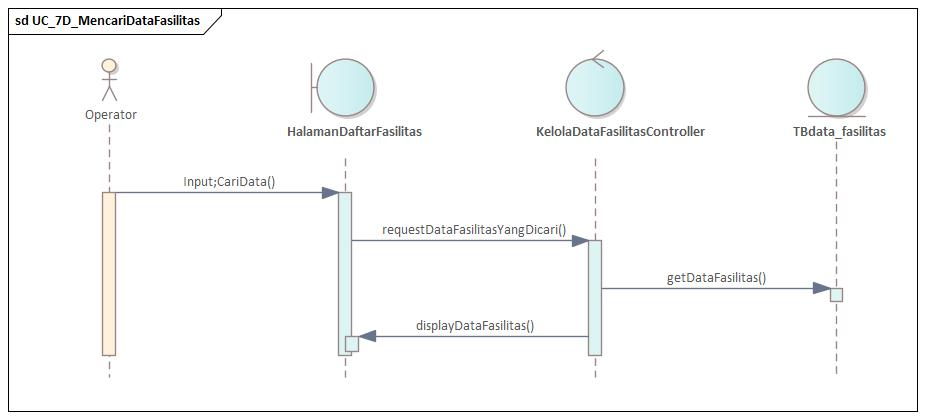 sd UC_7D_MencariDataFasilitas
Operator
HalamanDaftarFasilitas
KelolaDataFasilitasController
TBdata_fasilitas
Input;CariData()
requestDataFasilitasYangDicari()
getDataFasilitas()
displayDataFasilitas()